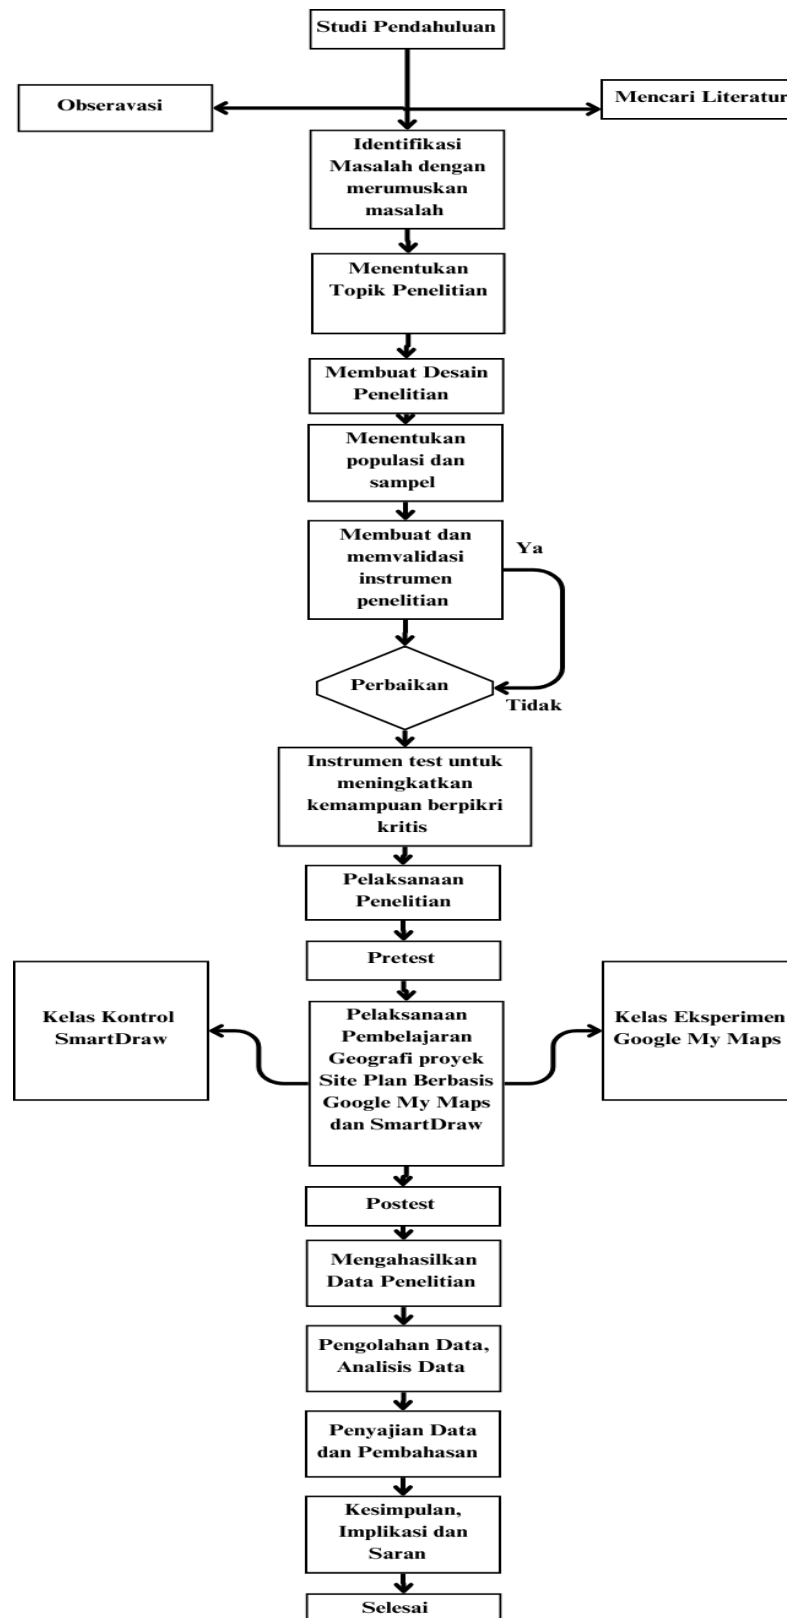 Studi Pendahuluan
Obseravasi
Mencari Literatur
Identifikasi
Masalah dengan
merumuskan
masalah
Menentukan
Topik Penelitian
Membuat Desain
Penelitian
Menentukan
populasi dan
sampel
Membuat dan
memvalidasi
instrumen
penelitian
Ya
Perbaikan
Tidak
Instrumen test untuk
meningkatkan
kemampuan berpikri
kritis
Pelaksanaan
Penelitian
Pretest
Kelas Kontrol
SmartDraw
Pelaksanaan
Pembelajaran
Geografi proyek
Site Plan Berbasis
Google My Maps
dan SmartDraw
Kelas Eksperimen
Google My Maps
Postest
Mengahasilkan
Data Penelitian
Pengolahan Data,
Analisis Data
Penyajian Data
dan Pembahasan
Kesimpulan,
Implikasi dan
Saran
Selesai